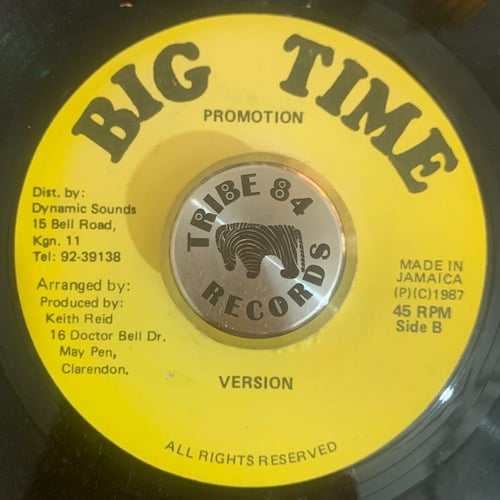 BIG TIME
PROMOTION
Dist. by:
Dynamic Sounds
15 Bell Road,
Kgn. 11
Tel: 92-39138
Arranged by:
Produced by:
Keith Reid
16 Doctor Bell Dr.
May Pen,
Clarendon.
TRIBE 84
RECORDS
MADE IN
JAMAICA
(P)(C)1987
45 RPM
Side B
VERSION
ALL RIGHTS RESERVED